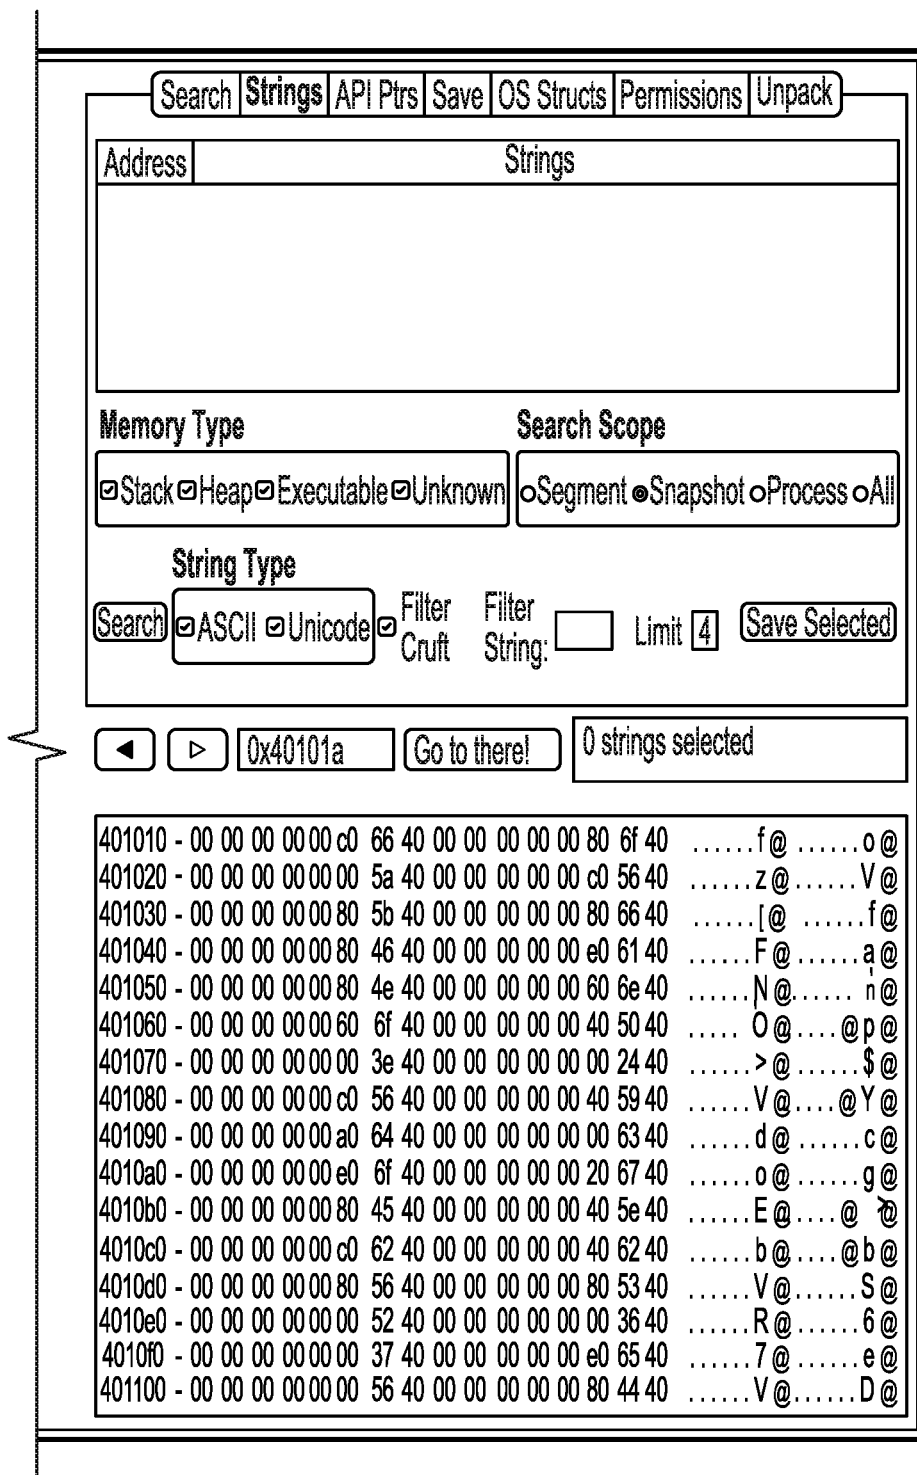 Search Strings API Ptrs Save OS Structs Permissions Unpack
Address Strings
Memory Type Search Scope
Stack Heap Executable Unknown Segment Snapshot Process All
String Type
Search ASCII Unicode Filter Cruft Filter String: Limit 4 Save Selected
0x40101a Go to there! 0 strings selected
401010 - 00 00 00 00 00 c0 66 40 00 00 00 00 00 80 6f 40 ......f@ ......o@
401020 - 00 00 00 00 00 00 5a 40 00 00 00 00 00 c0 56 40 ......z@......V@
401030 - 00 00 00 00 00 80 5b 40 00 00 00 00 00 80 66 40 ......[@ ......f@
401040 - 00 00 00 00 00 80 46 40 00 00 00 00 00 e0 61 40 ......F@......a@
401050 - 00 00 00 00 00 80 4e 40 00 00 00 00 00 60 6e 40 ......N@...... 'n@
401060 - 00 00 00 00 00 60 6f 40 00 00 00 00 00 40 50 40 ..... O@....@p@
401070 - 00 00 00 00 00 00 3e 40 00 00 00 00 00 00 24 40 ......>@......$@
401080 - 00 00 00 00 00 c0 56 40 00 00 00 00 00 40 59 40 ......V@....@Y@
401090 - 00 00 00 00 00 a0 64 40 00 00 00 00 00 00 63 40 ......d@ ......c@
4010a0 - 00 00 00 00 00 e0 6f 40 00 00 00 00 00 20 67 40 ......o@......g@
4010b0 - 00 00 00 00 00 80 45 40 00 00 00 00 00 40 5e 40 ......E@....@ ^@
4010c0 - 00 00 00 00 00 c0 62 40 00 00 00 00 00 40 62 40 ......b@....@b@
4010d0 - 00 00 00 00 00 80 56 40 00 00 00 00 00 80 53 40 ......V@......S@
4010e0 - 00 00 00 00 00 00 52 40 00 00 00 00 00 00 36 40 ......R@......6@
4010f0 - 00 00 00 00 00 00 37 40 00 00 00 00 00 e0 65 40 ......7@......e@
401100 - 00 00 00 00 00 00 56 40 00 00 00 00 00 80 44 40 ......V@......D@